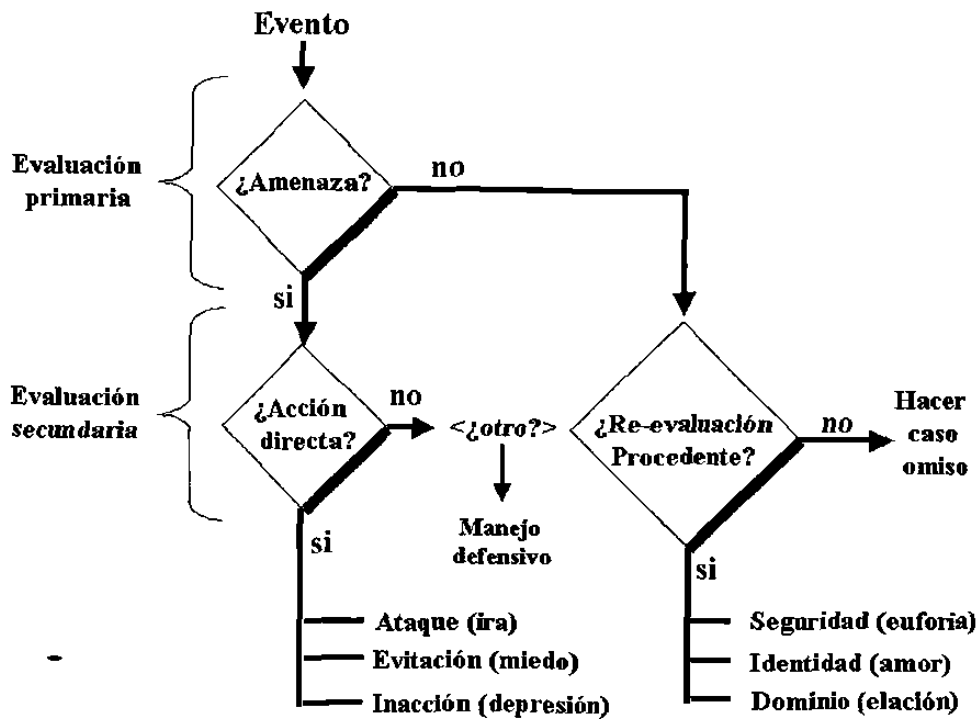 Evento
Evaluación
primaria
¿Amenaza?
no
si
Evaluación
secundaria
¿Acción
directa?
no
<¿otro?>
Manejo
defensivo
si
Ataque (ira)
Evitación (miedo)
Inacción (depresión)
¿Re-evaluación
Procedente?
no
Hacer
caso
omiso
si
Seguridad (euforia)
Identidad (amor)
Dominio (elación)